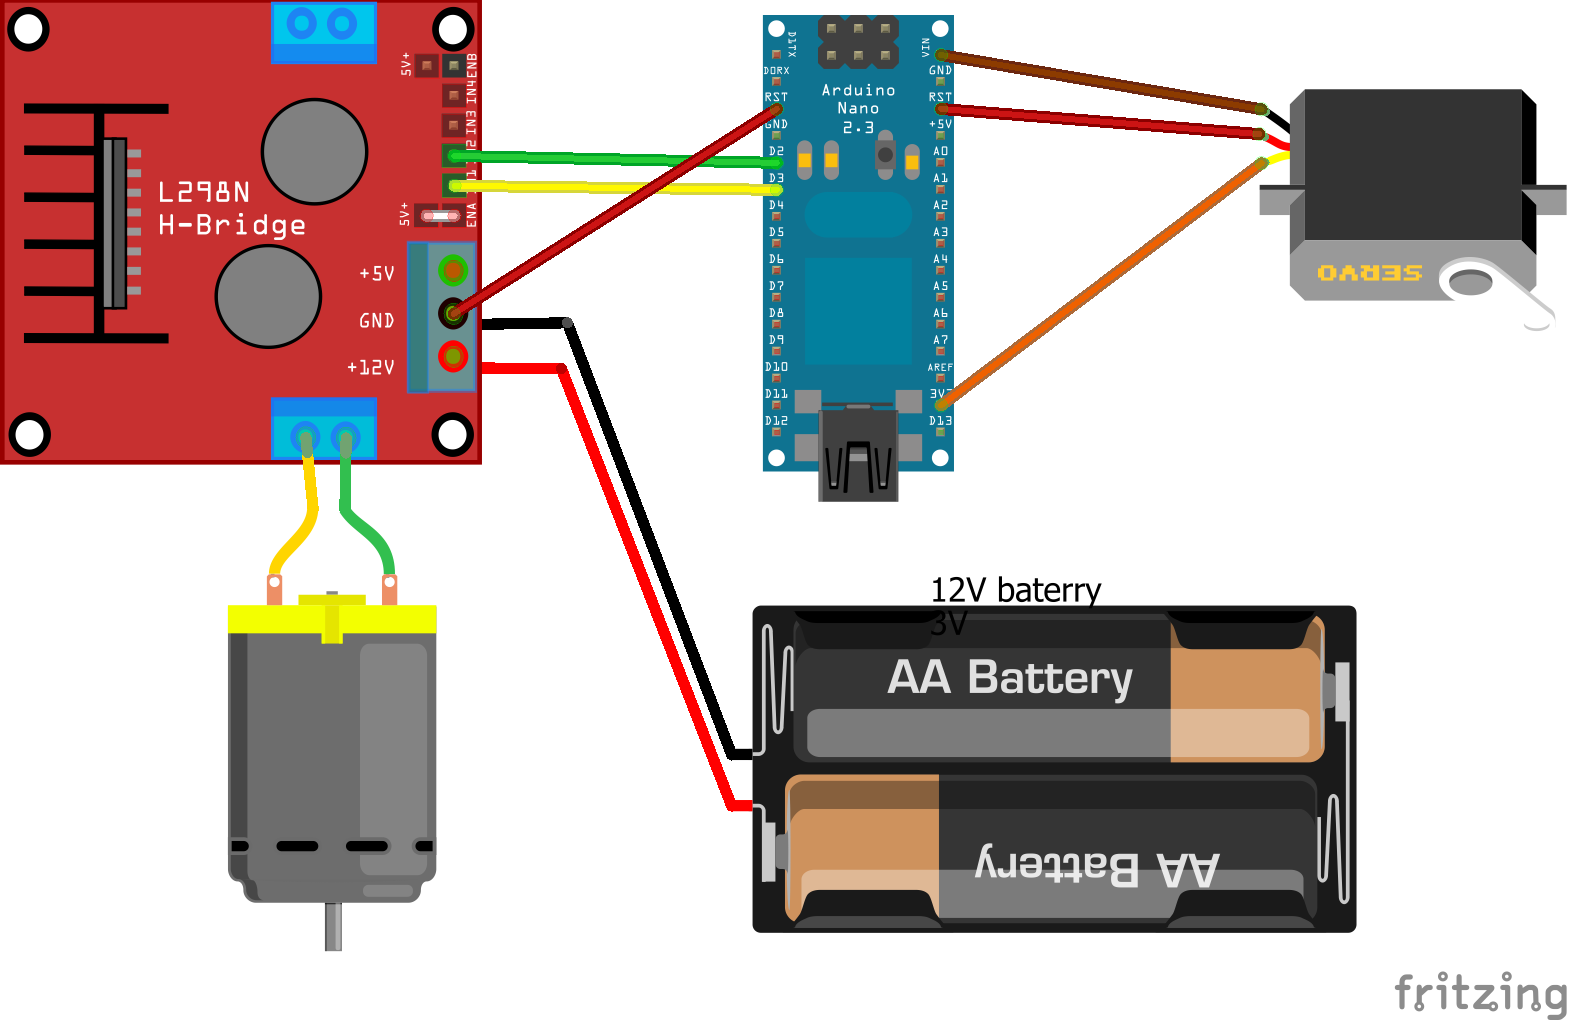 5V+
ENB
IN4
IN3
5V+
ENA
L298N
H-Bridge
+5V
GND
+12V
D1TX
D0RX
RST
GND
D2
D3
D4
D5
D6
D7
D8
D9
D10
D11
D12
Arduino
Nano
2.3
VIN
GND
RST
+5V
A0
A1
A2
A3
A4
A5
A6
A7
AREF
3V3
D13
SERVO
12V baterry
3V
AA Battery
AA Battery
fritzing